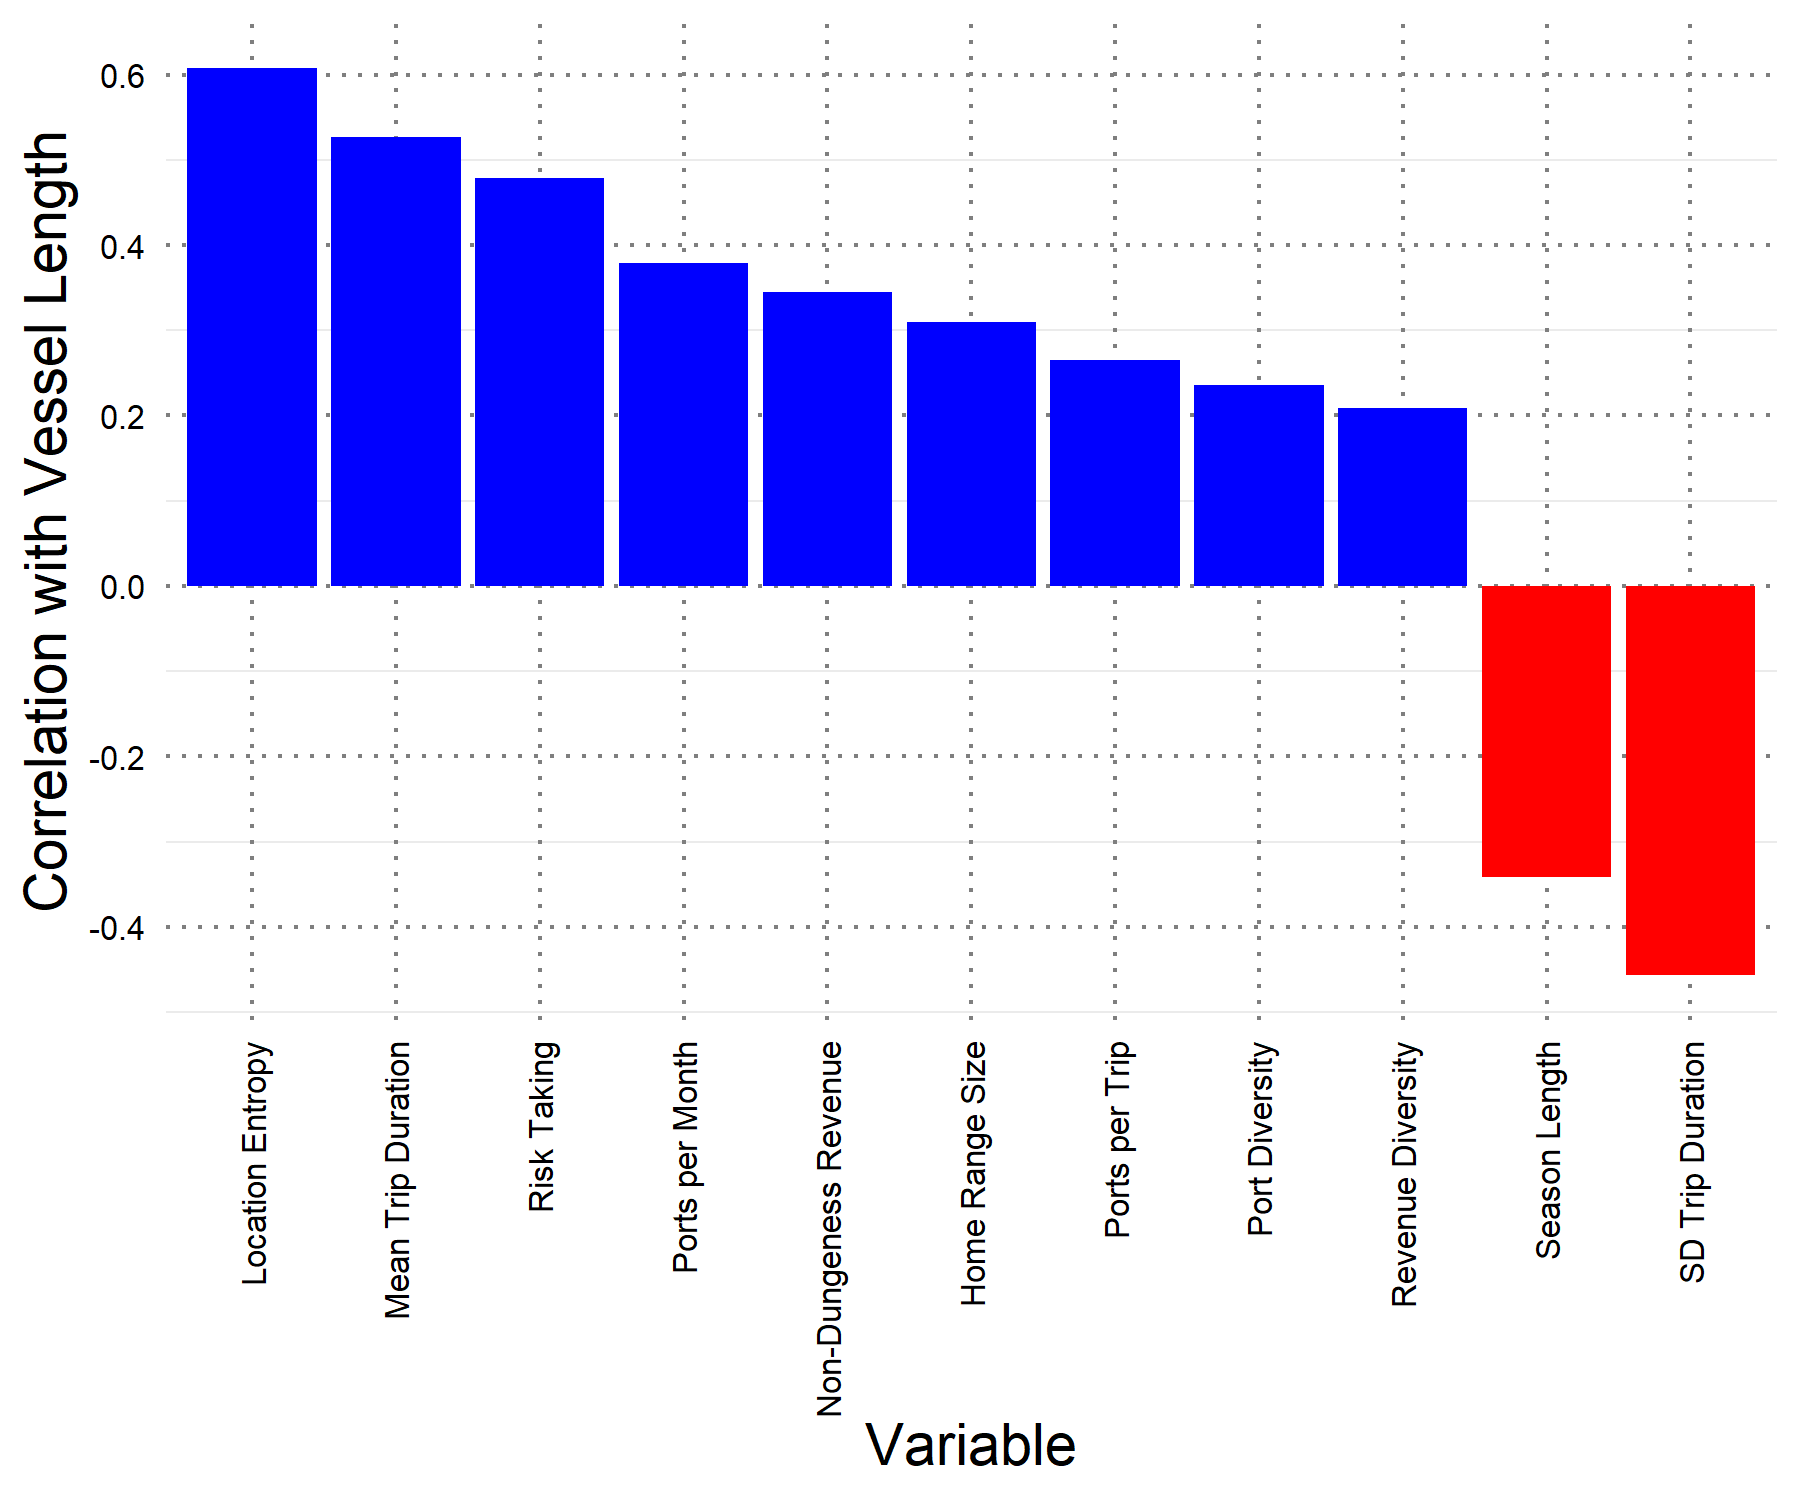 Correlation with Vessel Length
0.6
0.4
0.2
0.0
-0.2
-0.4
Location Entropy
Mean Trip Duration
Risk Taking
Ports per Month
Non-Dungeness Revenue
Home Range Size
Ports per Trip
Port Diversity
Revenue Diversity
Season Length
SD Trip Duration
Variable